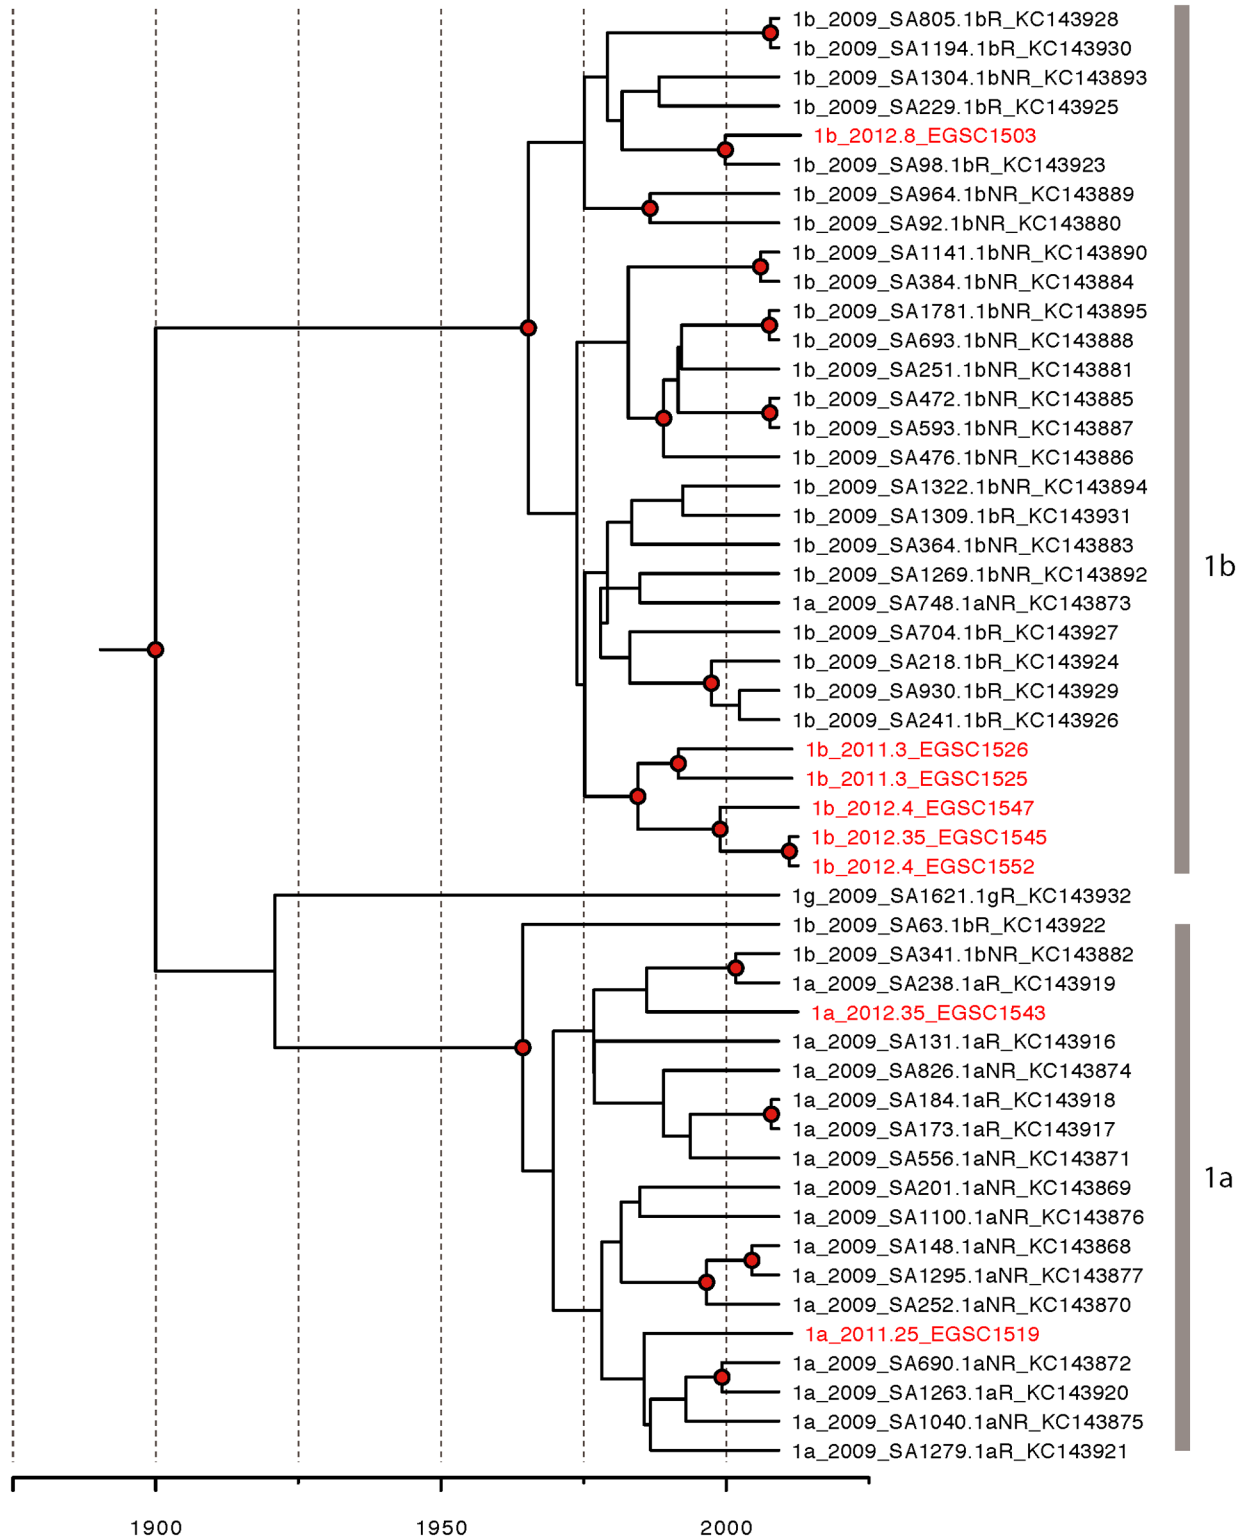 1b_2009_SA805.1bR_KC143928
1b_2009_SA1194.1bR_KC143930
1b_2009_SA1304.1bNR_KC143893
1b_2009_SA229.1bR_KC143925
1b_2012.8_EGSC1503
1b_2009_SA98.1bR_KC143923
1b_2009_SA964.1bNR_KC143889
1b_2009_SA92.1bNR_KC143880
1b_2009_SA1141.1bNR_KC143890
1b_2009_SA384.1bNR_KC143884
1b_2009_SA1781.1bNR_KC143895
1b_2009_SA693.1bNR_KC143888
1b_2009_SA251.1bNR_KC143881
1b_2009_SA472.1bNR_KC143885
1b_2009_SA593.1bNR_KC143887
1b_2009_SA476.1bNR_KC143886
1b_2009_SA1322.1bNR_KC143894
1b_2009_SA1309.1bR_KC143931
1b_2009_SA364.1bNR_KC143883
1b
1b_2009_SA1269.1bNR_KC143892
1a_2009_SA748.1aNR_KC143873
1b_2009_SA704.1bR_KC143927
1b_2009_SA218.1bR_KC143924
1b_2009_SA930.1bR_KC143929
1b_2009_SA241.1bR_KC143926
1b_2011.3_EGSC1526
1b_2011.3_EGSC1525
1b_2012.4_EGSC1547
1b_2012.35_EGSC1545
1b_2012.4_EGSC1552
1g_2009_SA1621.1gR_KC143932
1b_2009_SA63.1bR_KC143922
1b_2009_SA341.1bNR_KC143882
1a_2009_SA238.1aR_KC143919
1a_2012.35_EGSC1543
1a_2009_SA131.1aR_KC143916
1a_2009_SA826.1aNR_KC143874
1a_2009_SA184.1aR_KC143918
1a_2009_SA173.1aR_KC143917
1a_2009_SA556.1aNR_KC143871
1a
1a_2009_SA201.1aNR_KC143869
1a_2009_SA1100.1aNR_KC143876
1a_2009_SA148.1aNR_KC143868
1a_2009_SA1295.1aNR_KC143877
1a_2009_SA252.1aNR_KC143870
1a_2011.25_EGSC1519
1a_2009_SA690.1aNR_KC143872
1a_2009_SA1263.1aR_KC143920
1a_2009_SA1040.1aNR_KC143875
1a_2009_SA1279.1aR_KC143921
1900 1950 2000